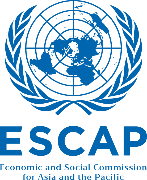 ESCAP
Economic and Social Commission
for Asia and the Pacific